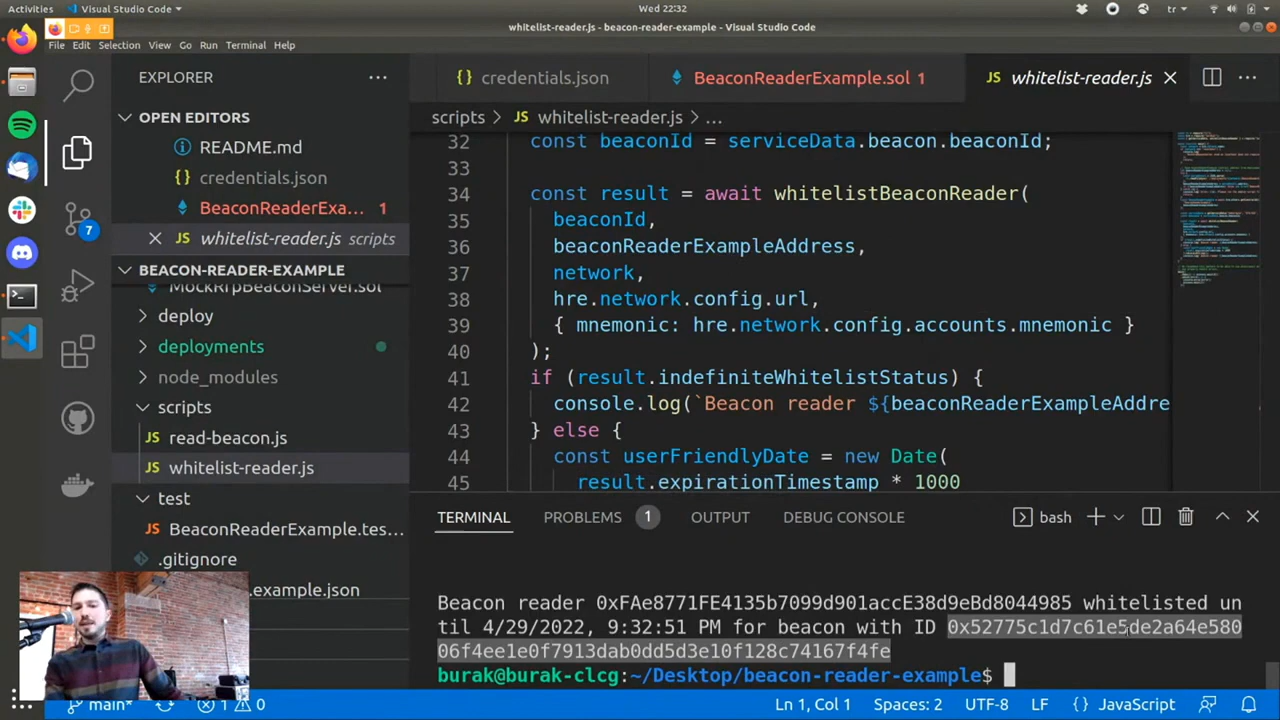 Activities
Visual Studio Code
Wed 22:32
tr
whitelist-reader.js - beacon-reader-example - Visual Studio Code
File Edit Selection View Go Run Terminal Help
EXPLORER
OPEN EDITORS
README.md
credentials.json
BeaconReaderExa... 1
whitelist-reader.js scripts
BEACON-READER-EXAMPLE
MockRrpBeaconServer.sol
deploy
deployments
node_modules
scripts
read-beacon.js
whitelist-reader.js
test
BeaconReaderExample.tes...
.gitignore
.example.json
7
credentials.json
BeaconReaderExample.sol 1
whitelist-reader.js
scripts > whitelist-reader.js > ...
32 const beaconId = serviceData.beacon.beaconId;
33
34 const result = await whitelistBeaconReader(
35 beaconId,
36 beaconReaderExampleAddress,
37 network,
38 hre.network.config.url,
39 { mnemonic: hre.network.config.accounts.mnemonic }
40 );
41 if (result.indefiniteWhitelistStatus) {
42 console.log(`Beacon reader ${beaconReaderExampleAddre
43 } else {
44 const userFriendlyDate = new Date(
45 result.expirationTimestamp * 1000
TERMINAL PROBLEMS 1 OUTPUT DEBUG CONSOLE
bash
Beacon reader 0xFAe8771FE4135b7099d901accE38d9eBd8044985 whitelisted un
til 4/29/2022, 9:32:51 PM for beacon with ID 0x52775c1d7c61e5de2a64e580
06f4ee1e0f7913dab0dd5d3e10f128c74167f4fe
burak@burak-clcg:~/Desktop/beacon-reader-example$
main* 1 0 Ln 1, Col 1 Spaces: 2 UTF-8 LF JavaScript